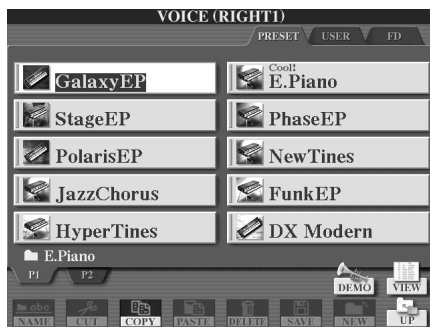 VOICE (RIGHT1)
PRESET USER FD
GalaxyEP
Cool!
E.Piano
StageEP
PhaseEP
PolarisEP
NewTines
JazzChorus
FunkEP
HyperTines
DX Modern
E.Piano
P1 P2
DEMO VIEW
abc
NAME CUT COPY PASTE DELETE SAVE NEW UP